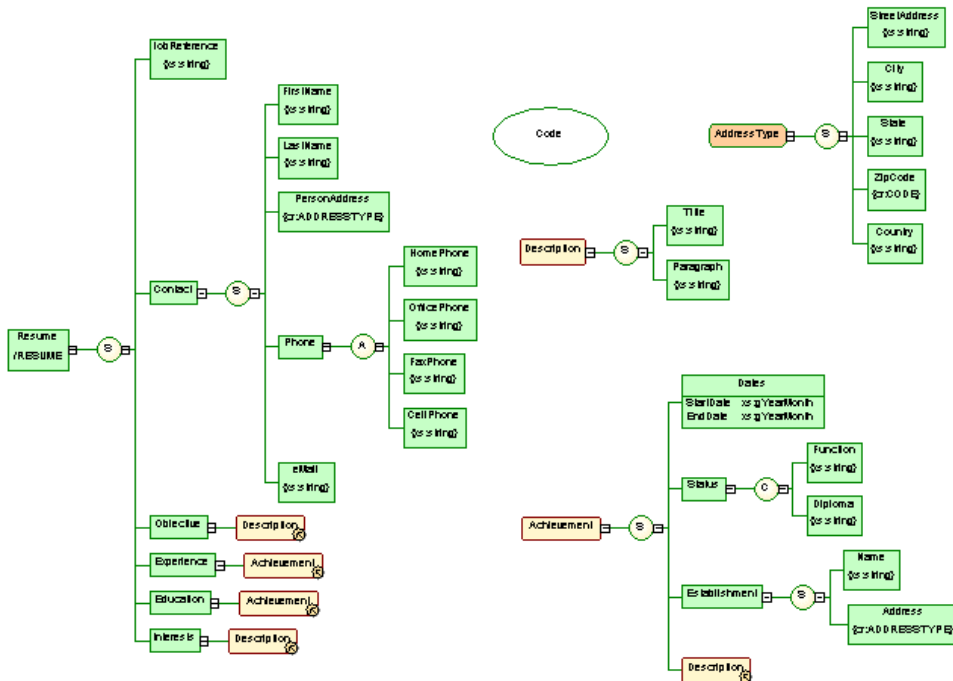 JobReference
{xs:string}
FirstName
{xs:string}
LastName
{xs:string}
PersonAddress
{cr:ADDRESSTYPE}
HomePhone
{xs:string}
OfficePhone
{xs:string}
Contact
S
Phone
A
FaxPhone
{xs:string}
CellPhone
{xs:string}
eMail
{xs:string}
Resume
/RESUME
S
Objective
Description
Experience
Achievement
Education
Achievement
Interests
Description
Code
AddressType
S
StreetAddress
{xs:string}
City
{xs:string}
State
{xs:string}
ZipCode
{cr:CODE}
Country
{xs:string}
Description
S
Title
{xs:string}
Paragraph
{xs:string}
Achievement
S
Dates
StartDate xs:gYearMonth
EndDate xs:gYearMonth
Status
C
Function
{xs:string}
Diploma
{xs:string}
Establishment
S
Name
{xs:string}
Address
{cr:ADDRESSTYPE}
Description